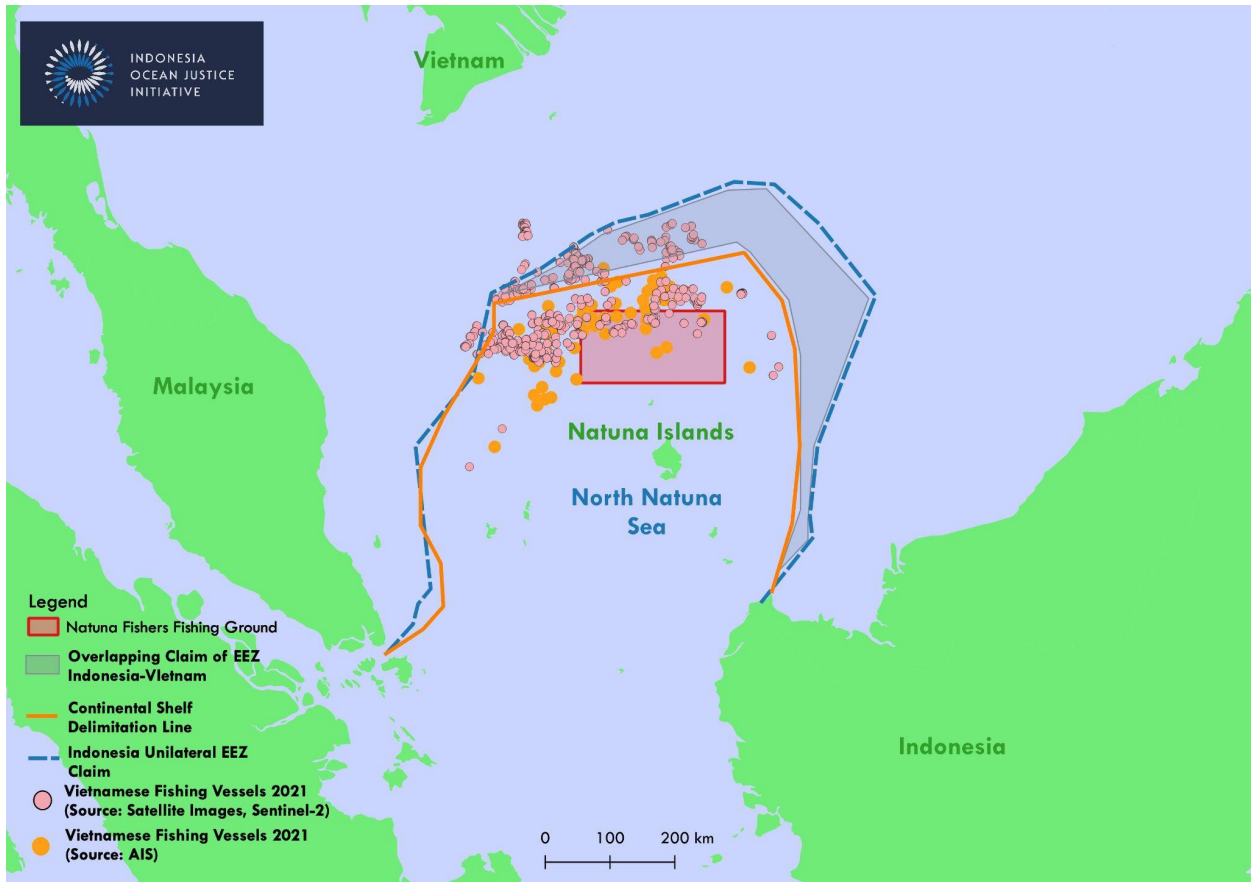 INDONESIA
OCEAN JUSTICE
INITIATIVE
Vietnam
Malaysia
Natuna Islands
North Natuna
Sea
Indonesia
Legend
Natuna Fishers Fishing Ground
Overlapping Claim of EEZ
Indonesia-VIetnam
Continental Shelf
Delimitation Line
Indonesia Unilateral EEZ
Claim
Vietnamese Fishing Vessels 2021
(Source: Satellite Images, Sentinel-2)
Vietnamese Fishing Vessels 2021
(Source: AIS)
0 100 200 km